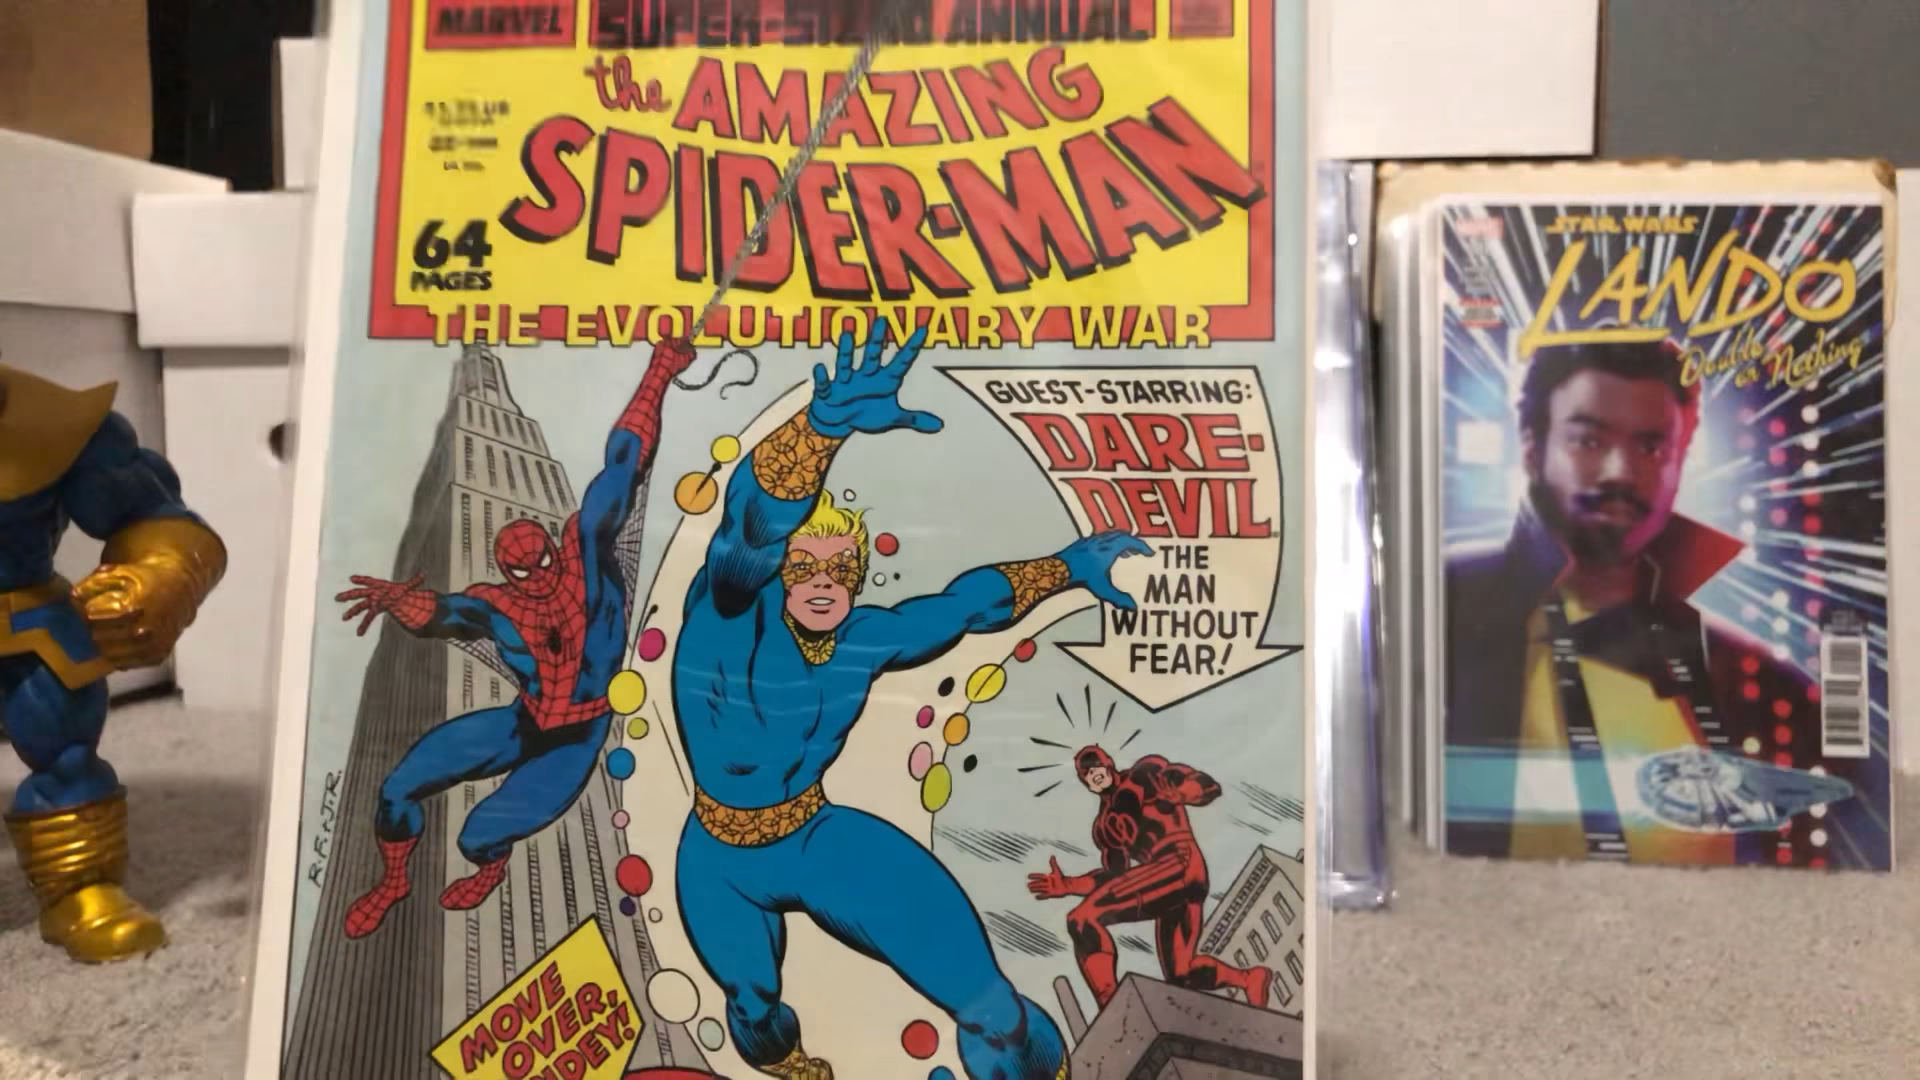 MARVEL
SUPER-SIZED ANNUAL
the AMAZING
SPIDER-MAN
64
PAGES
THE EVOLUTIONARY WAR
GUEST-STARRING:
DARE-
DEVIL
THE
MAN
WITHOUT
FEAR!
R.F. & J.R.
MOVE
OVER,
NDEY!
STAR WARS
LANDO
Double
or Nothing